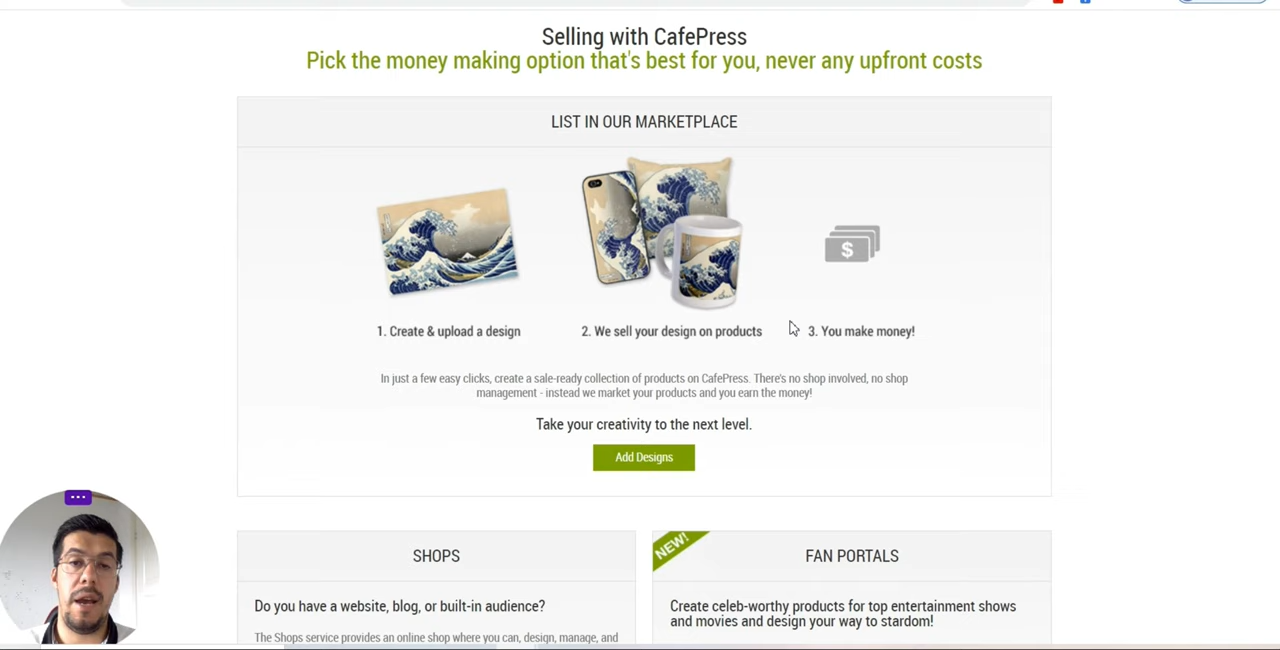 Selling with CafePress
Pick the money making option that's best for you, never any upfront costs
LIST IN OUR MARKETPLACE
$
1. Create & upload a design
2. We sell your design on products
3. You make money!
In just a few easy clicks, create a sale-ready collection of products on CafePress. There's no shop involved, no shop
management - instead we market your products and you earn the money!
Take your creativity to the next level.
Add Designs
SHOPS
Do you have a website, blog, or built-in audience?
The Shops service provides an online shop where you can, design, manage, and
NEW!
FAN PORTALS
Create celeb-worthy products for top entertainment shows
and movies and design your way to stardom!